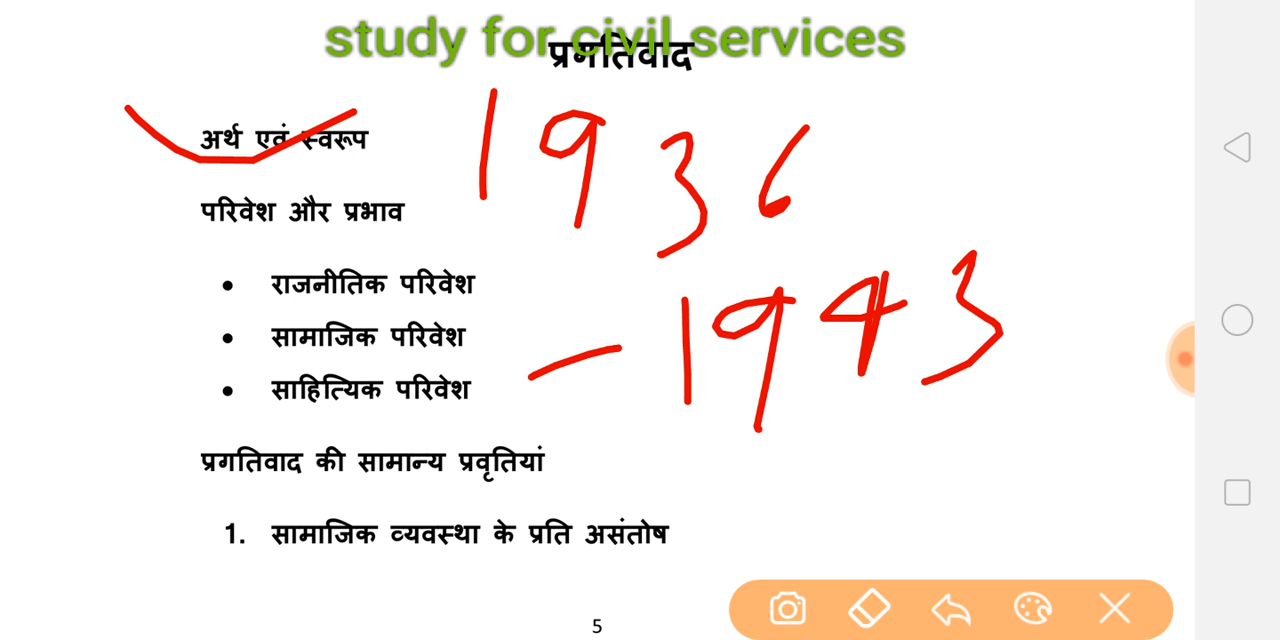 study for civil services
प्रगतिवाद
अर्थ एवं स्वरूप
1936
परिवेश और प्रभाव
• राजनीतिक परिवेश
• सामाजिक परिवेश
– 1943
• साहित्यिक परिवेश
प्रगतिवाद की सामान्य प्रवृतियां
1. सामाजिक व्यवस्था के प्रति असंतोष
5